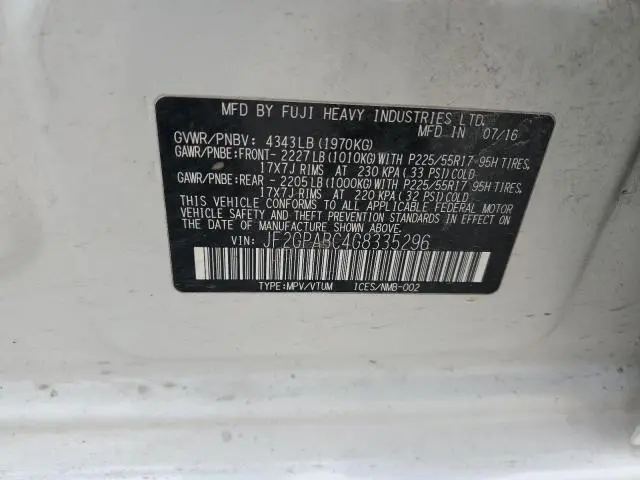 MFD BY FUJI HEAVY INDUSTRIES LTD.
MFD IN 07/16
GVWR/PNBV: 4343LB (1970KG)
GAWR/PNBE:FRONT- 2227LB (1010KG) WITH P225/55R17 95H TIRES,
17X7J RIMS AT 230 KPA (33 PSI) COLD
GAWR/PNBE:REAR - 2205LB (1000KG) WITH P225/55R17 95H TIRES,
17X7J RIMS AT 220 KPA (32 PSI) COLD
THIS VEHICLE CONFORMS TO ALL APPLICABLE FEDERAL MOTOR
VEHICLE SAFETY AND THEFT PREVENTION STANDARDS IN EFFECT ON
THE DATE OF MANUFACTURE SHOWN ABOVE.
VIN: JF2GPABC4G8335296
TYPE:MPV/VTUM ICES/NMB-002